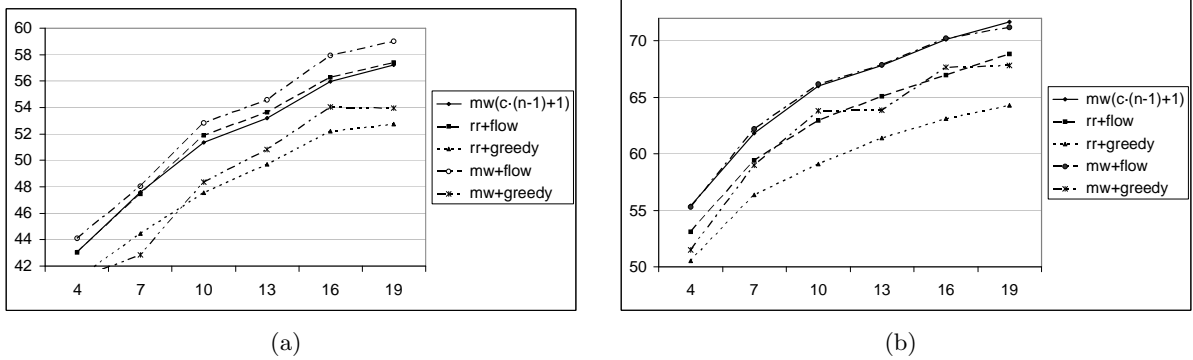 60
58
56
54
52
50
48
46
44
42
4 7 10 13 16 19
mw(c·(n-1)+1)
rr+flow
rr+greedy
mw+flow
mw+greedy
(a)
70
65
60
55
50
4 7 10 13 16 19
mw(c·(n-1)+1)
rr+flow
rr+greedy
mw+flow
mw+greedy
(b)